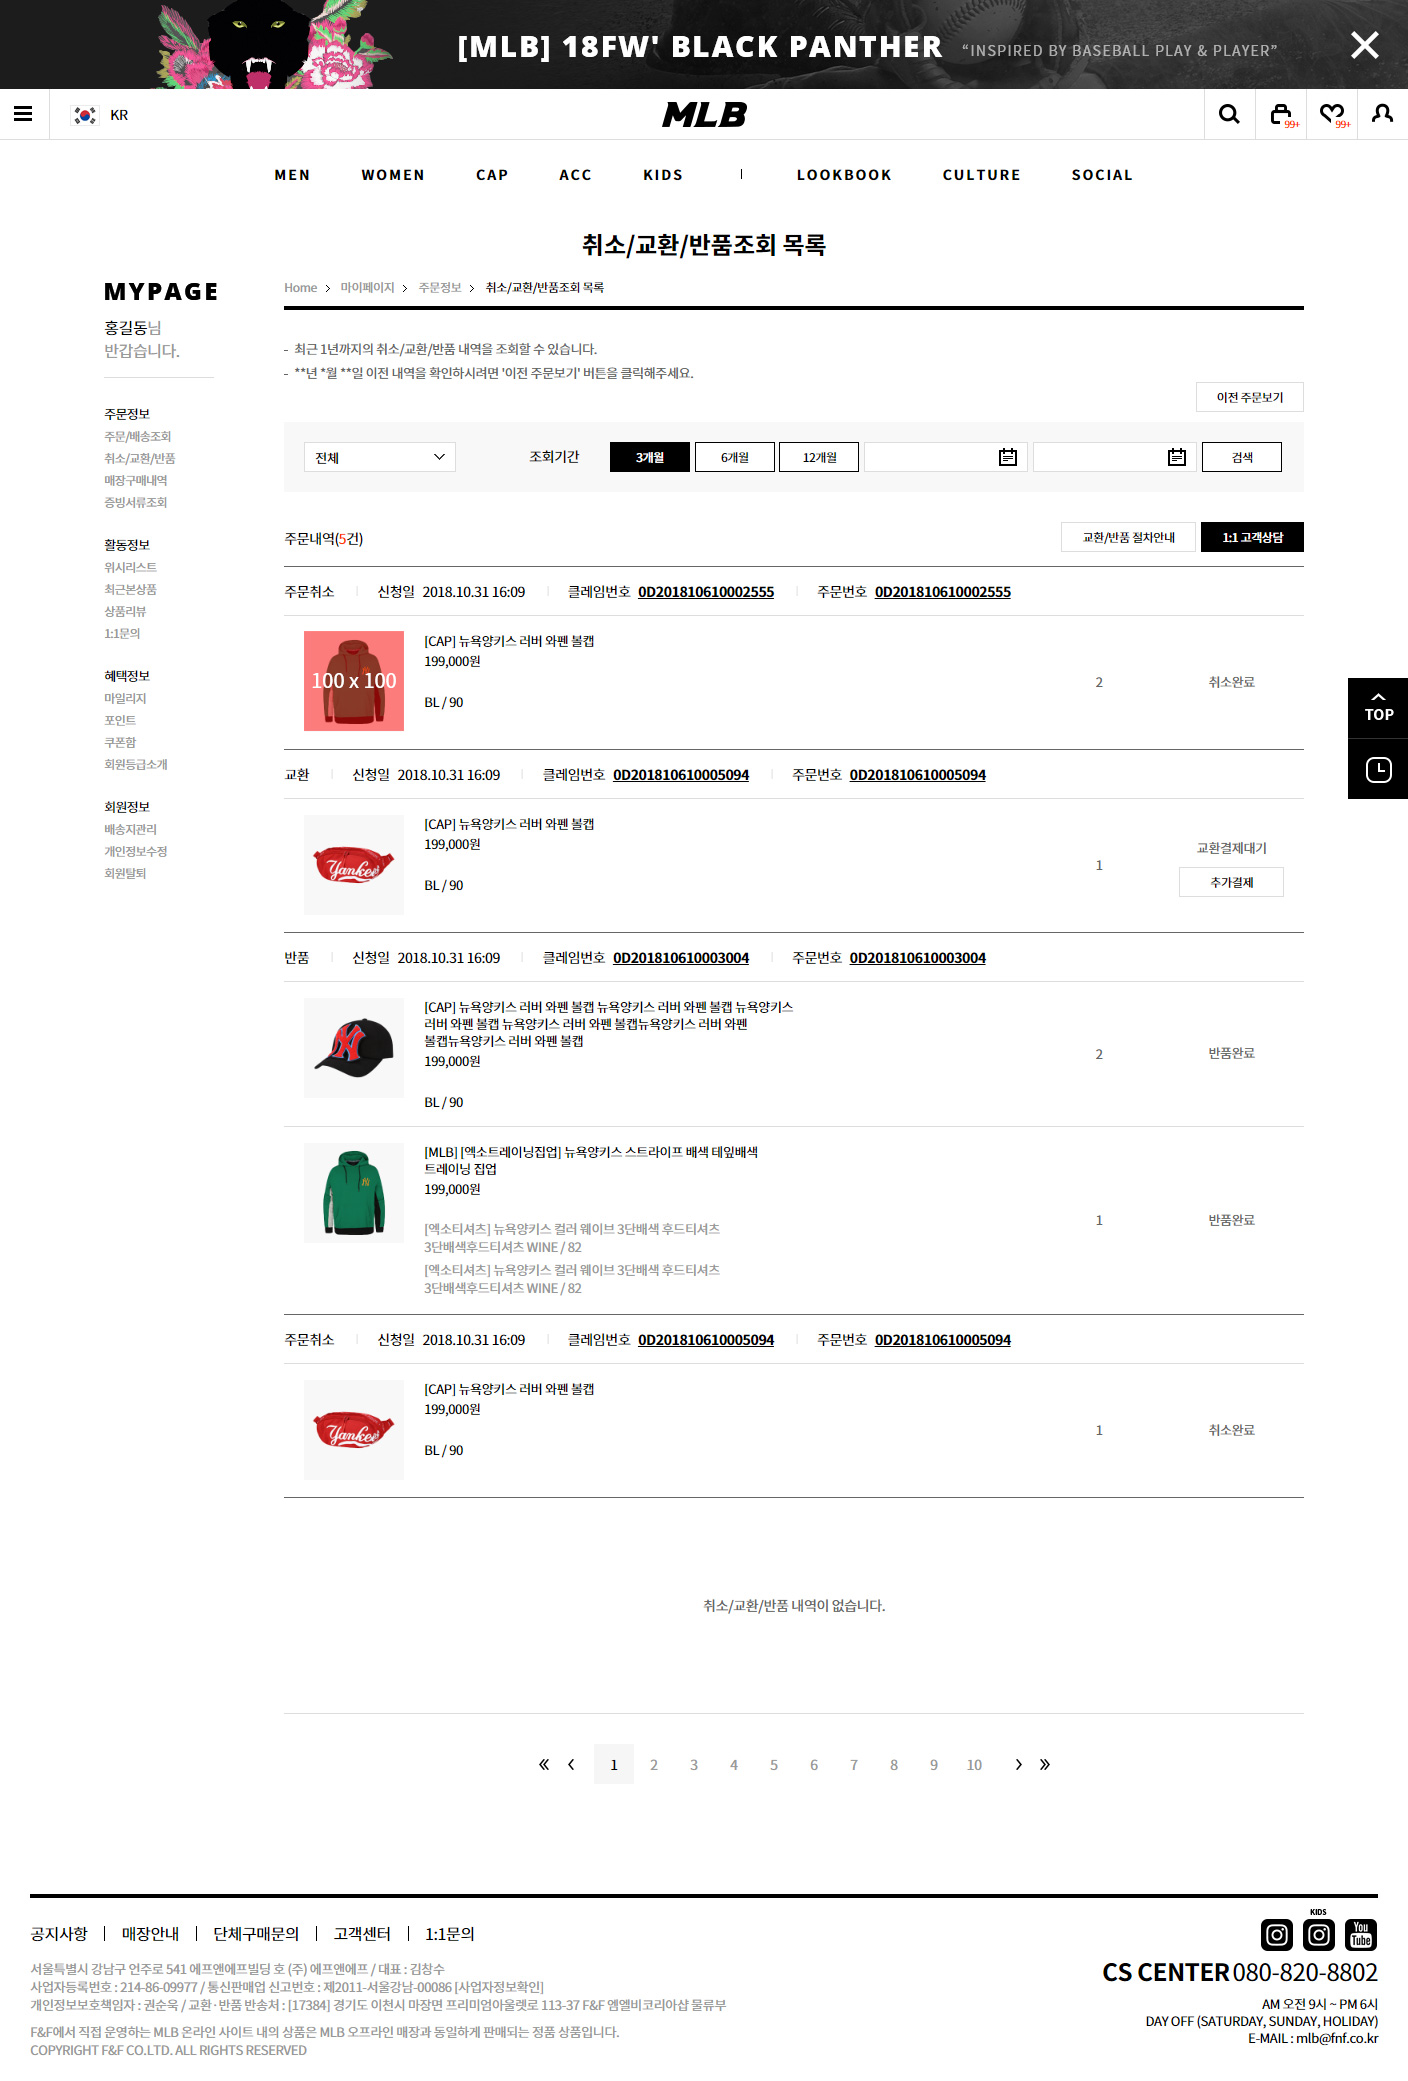 [MLB] 18FW' BLACK PANTHER “INSPIRED BY BASEBALL PLAY & PLAYER”
KR
MLB
99+
99+
MEN WOMEN CAP ACC KIDS | LOOKBOOK CULTURE SOCIAL
취소/교환/반품조회 목록
MYPAGE
홍길동님
반갑습니다.
주문정보
주문/배송조회
취소/교환/반품
매장구매내역
증빙서류조회
활동정보
위시리스트
최근본상품
상품리뷰
1:1문의
혜택정보
마일리지
포인트
쿠폰함
회원등급소개
회원정보
배송지관리
개인정보수정
회원탈퇴
Home > 마이페이지 > 주문정보 > 취소/교환/반품조회 목록
- 최근 1년까지의 취소/교환/반품 내역을 조회할 수 있습니다.
- **년 *월 **일 이전 내역을 확인하시려면 '이전 주문보기' 버튼을 클릭해주세요.
이전 주문보기
전체 조회기간 3개월 6개월 12개월 검색
주문내역(5건) 교환/반품 절차안내 1:1 고객상담
주문취소 신청일 2018.10.31 16:09 클레임번호 0D201810610002555 주문번호 0D201810610002555
100 x 100
[CAP] 뉴욕양키스 러버 와펜 볼캡
199,000원
BL / 90
2 취소완료
교환 신청일 2018.10.31 16:09 클레임번호 0D201810610005094 주문번호 0D201810610005094
Yankees
[CAP] 뉴욕양키스 러버 와펜 볼캡
199,000원
BL / 90
1 교환결제대기
추가결제
반품 신청일 2018.10.31 16:09 클레임번호 0D201810610003004 주문번호 0D201810610003004
[CAP] 뉴욕양키스 러버 와펜 볼캡 뉴욕양키스 러버 와펜 볼캡 뉴욕양키스
러버 와펜 볼캡 뉴욕양키스 러버 와펜 볼캡뉴욕양키스 러버 와펜
볼캡뉴욕양키스 러버 와펜 볼캡
199,000원
BL / 90
2 반품완료
[MLB] [엑소트레이닝집업] 뉴욕양키스 스트라이프 배색 테잎배색
트레이닝 집업
199,000원
[엑소티셔츠] 뉴욕양키스 컬러 웨이브 3단배색 후드티셔츠
3단배색후드티셔츠 WINE / 82
[엑소티셔츠] 뉴욕양키스 컬러 웨이브 3단배색 후드티셔츠
3단배색후드티셔츠 WINE / 82
1 반품완료
주문취소 신청일 2018.10.31 16:09 클레임번호 0D201810610005094 주문번호 0D201810610005094
Yankees
[CAP] 뉴욕양키스 러버 와펜 볼캡
199,000원
BL / 90
1 취소완료
취소/교환/반품 내역이 없습니다.
1 2 3 4 5 6 7 8 9 10
TOP
공지사항 | 매장안내 | 단체구매문의 | 고객센터 | 1:1문의
서울특별시 강남구 언주로 541 에프앤에프빌딩 호 (주) 에프앤에프 / 대표 : 김창수
사업자등록번호 : 214-86-09977 / 통신판매업 신고번호 : 제2011-서울강남-00086 [사업자정보확인]
개인정보보호책임자 : 권순욱 / 교환·반품 반송처 : [17384] 경기도 이천시 마장면 프리미엄아울렛로 113-37 F&F 엠엘비코리아샵 물류부
F&F에서 직접 운영하는 MLB 온라인 사이트 내의 상품은 MLB 오프라인 매장과 동일하게 판매되는 정품 상품입니다.
COPYRIGHT F&F CO.LTD. ALL RIGHTS RESERVED
KIDS
You Tube
CS CENTER 080-820-8802
AM 오전 9시 ~ PM 6시
DAY OFF (SATURDAY, SUNDAY, HOLIDAY)
E-MAIL : mlb@fnf.co.kr